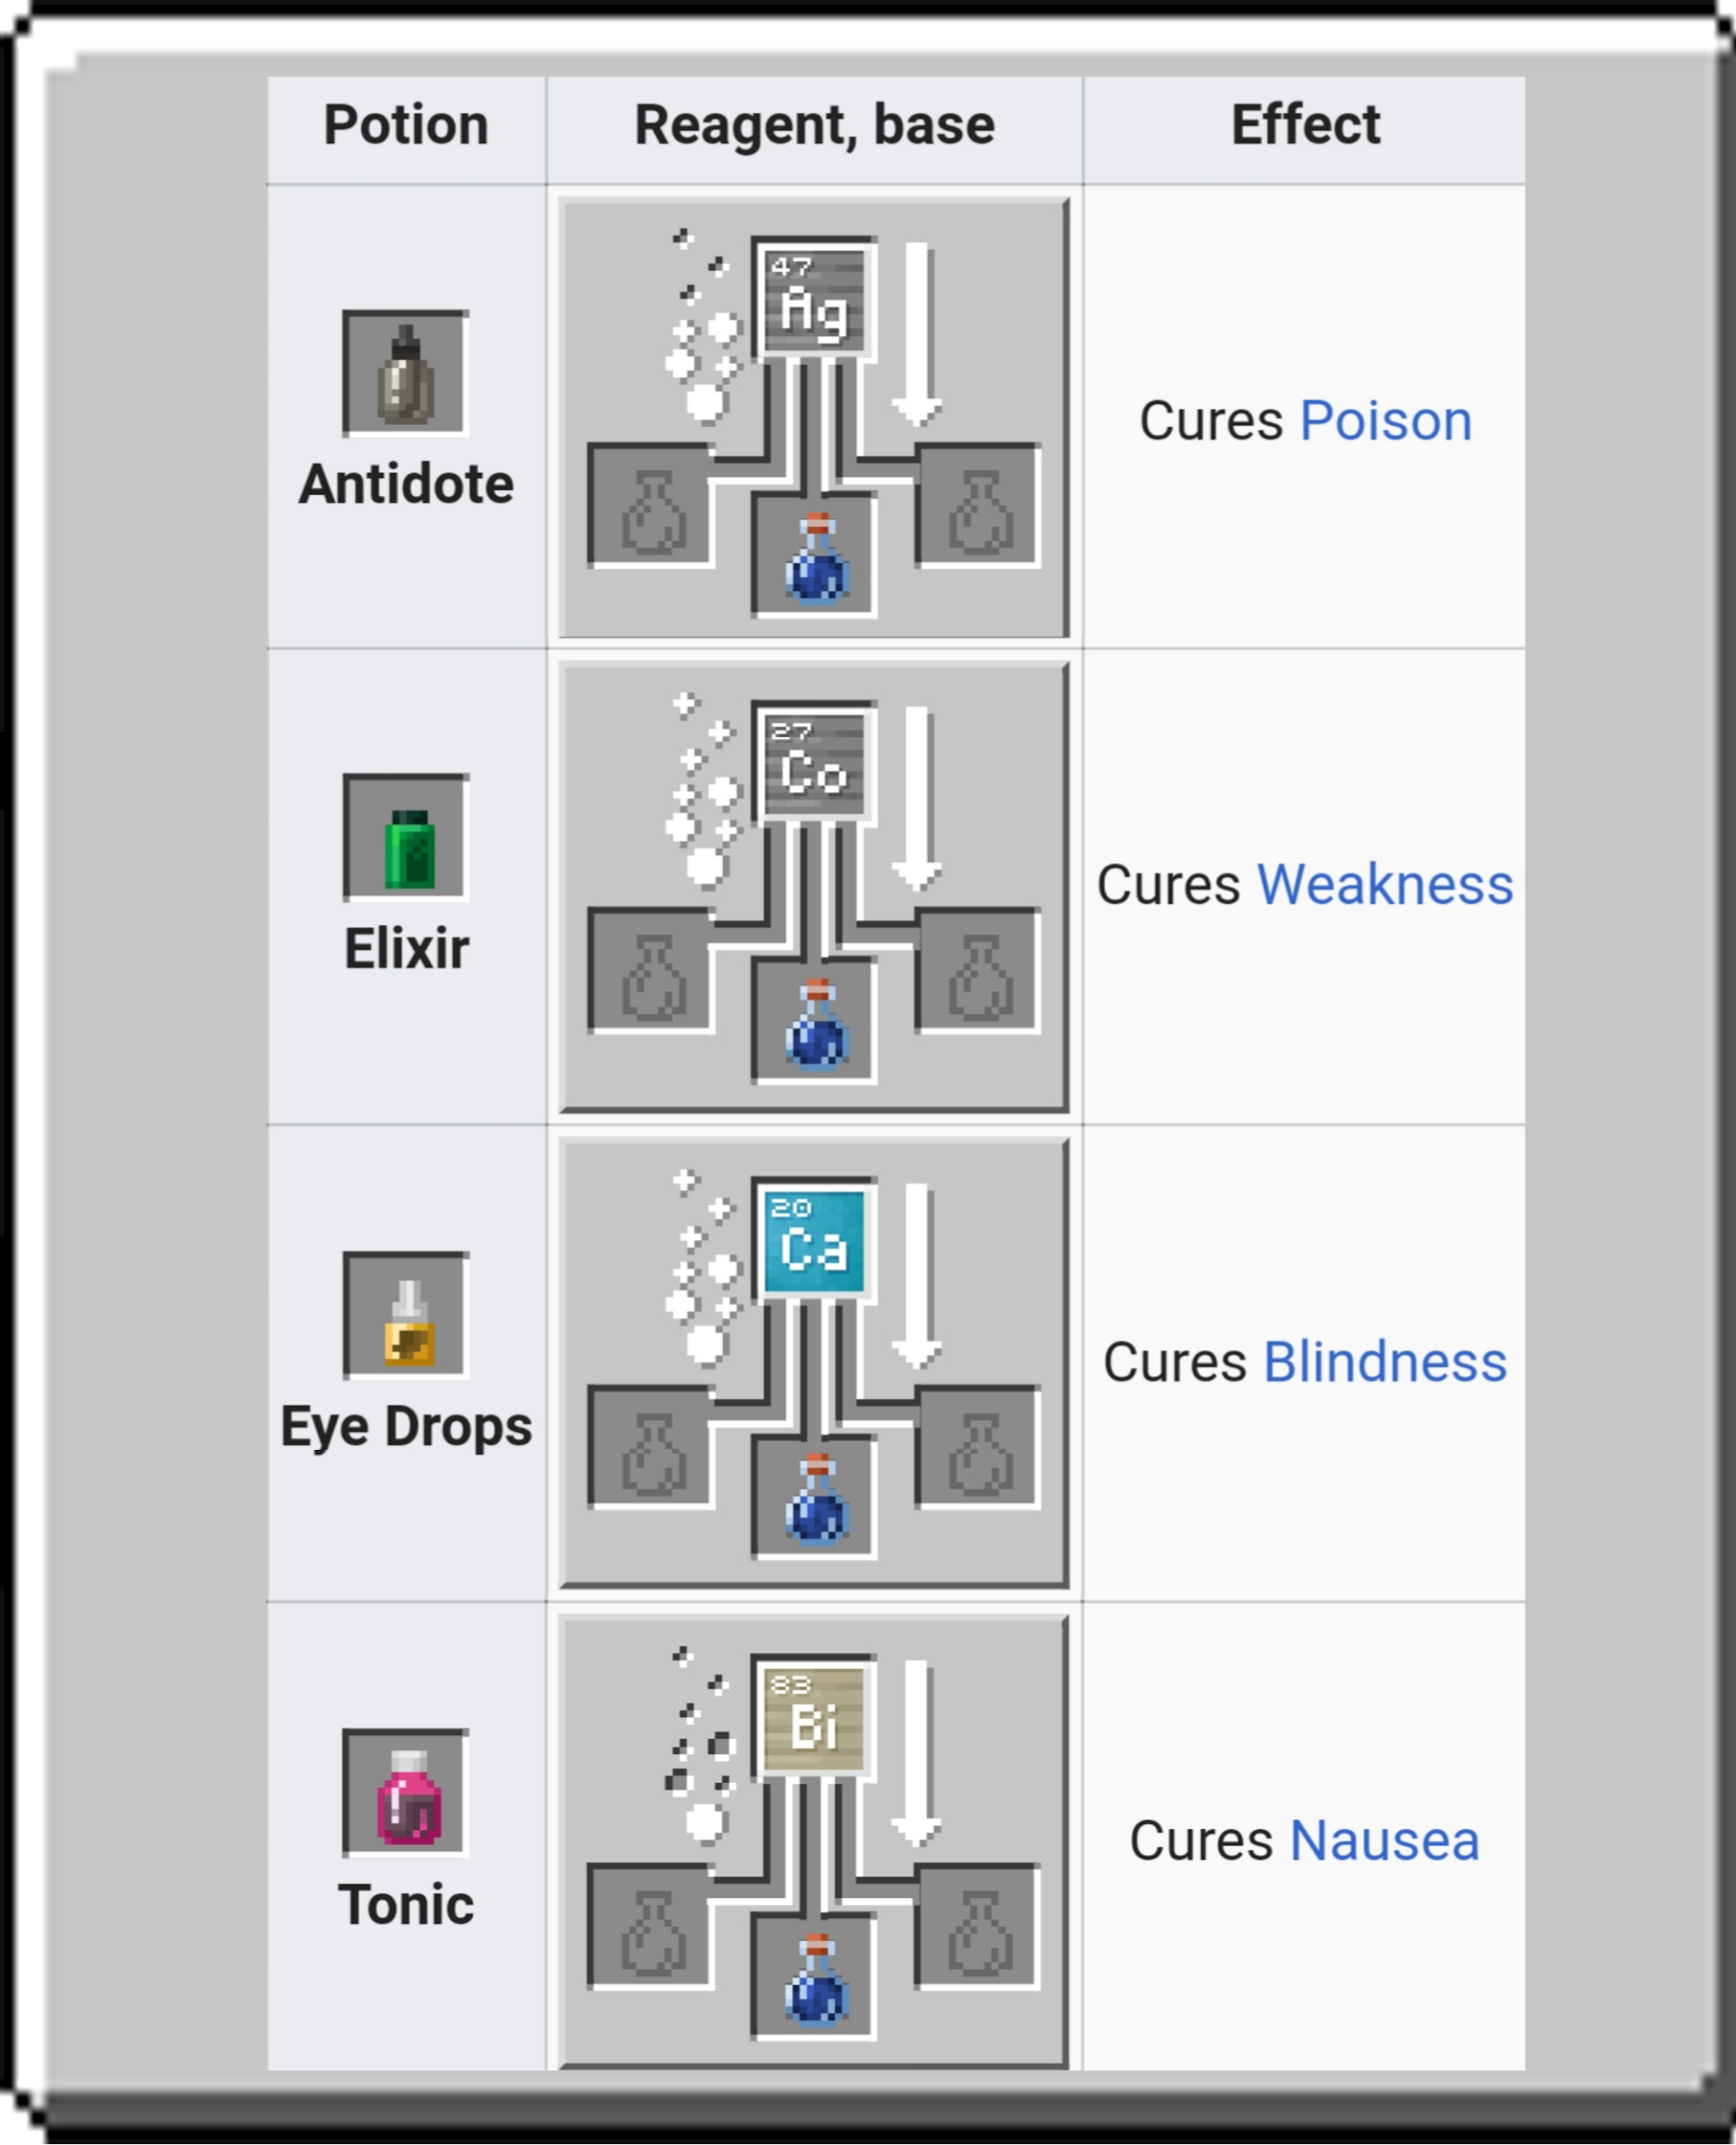 Potion Reagent, base Effect
47
Ag
Antidote
Cures Poison
27
Co
Elixir
Cures Weakness
20
Ca
Eye Drops
Cures Blindness
83
Bi
Tonic
Cures Nausea